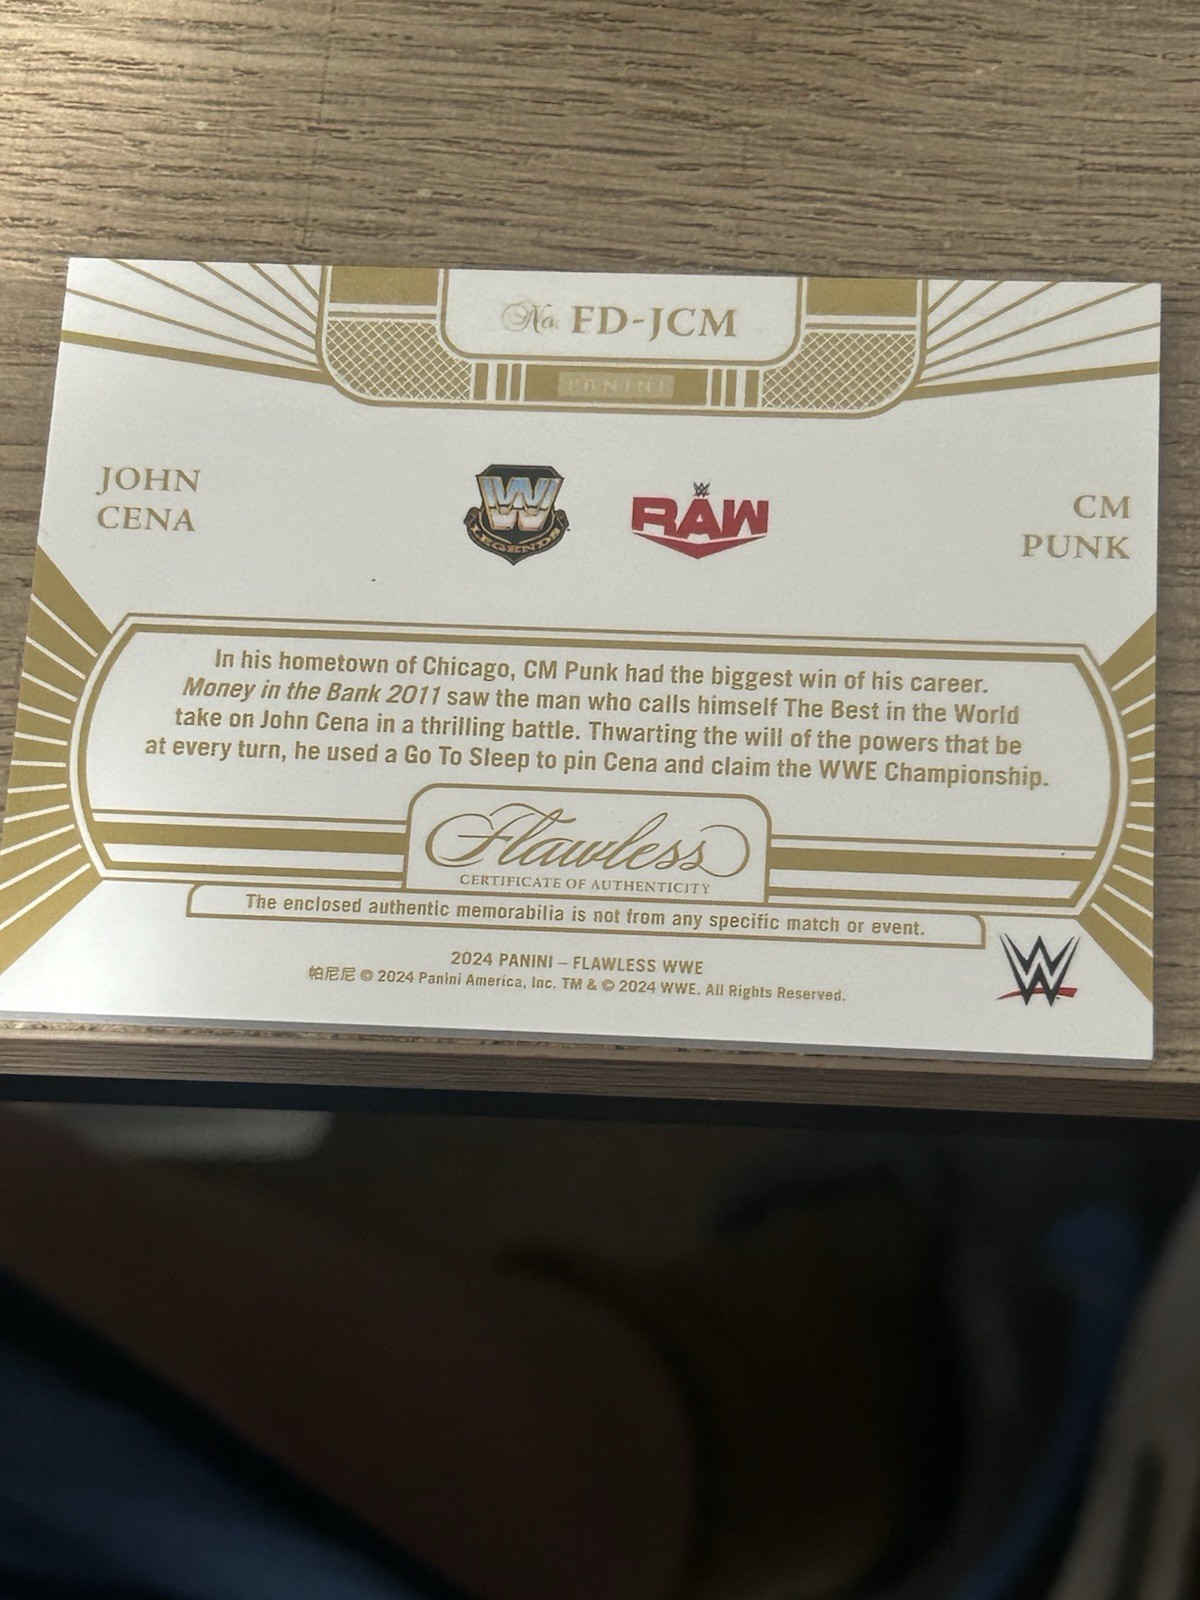 No. FD-JCM
PANINI
JOHN
CENA
W
LEGENDS
W
RAW
CM
PUNK
In his hometown of Chicago, CM Punk had the biggest win of his career.
Money in the Bank 2011 saw the man who calls himself The Best in the World
take on John Cena in a thrilling battle. Thwarting the will of the powers that be
at every turn, he used a Go To Sleep to pin Cena and claim the WWE Championship.
Flawless
CERTIFICATE OF AUTHENTICITY
The enclosed authentic memorabilia is not from any specific match or event.
2024 PANINI – FLAWLESS WWE
帕尼尼 © 2024 Panini America, Inc. TM & © 2024 WWE. All Rights Reserved.
W